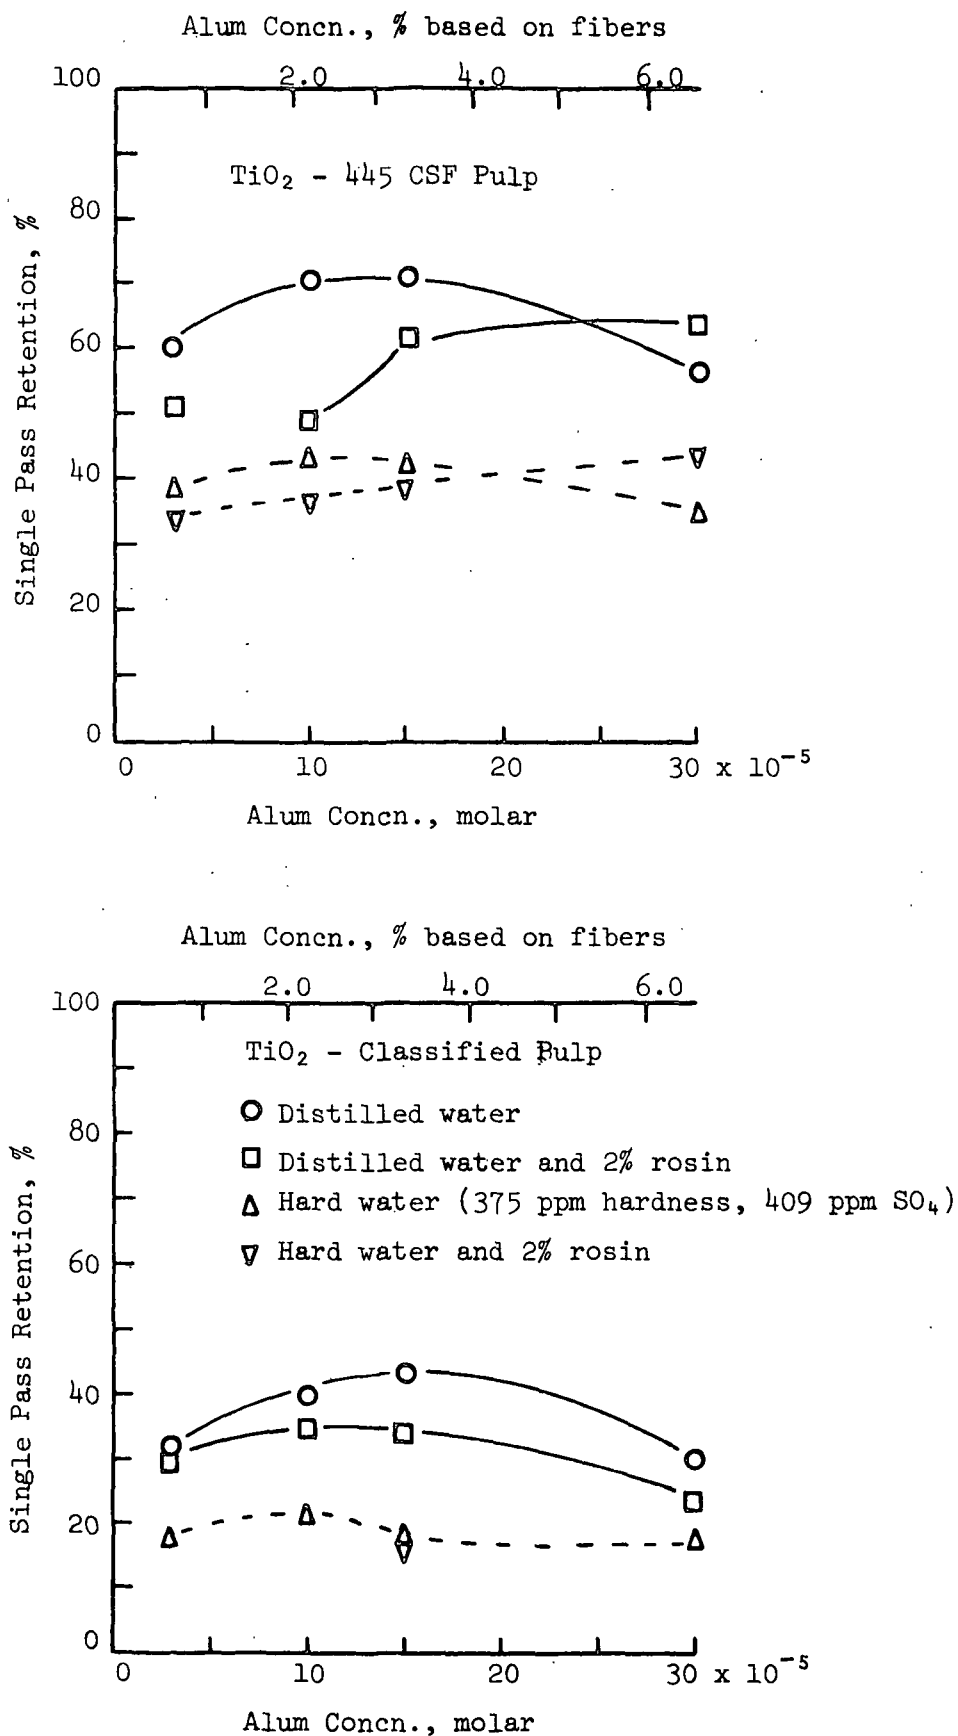 Alum Concn., % based on fibers
2.0 4.0 6.0
100
TiO₂ - 445 CSF Pulp
80
60
40
20
0
Single Pass Retention, %
0 10 20 30 x 10⁻⁵
Alum Concn., molar
Alum Concn., % based on fibers
2.0 4.0 6.0
100
TiO₂ - Classified Pulp
Distilled water
80
Distilled water and 2% rosin
Hard water (375 ppm hardness, 409 ppm SO₄)
Hard water and 2% rosin
60
40
20
0
Single Pass Retention, %
0 10 20 30 x 10⁻⁵
Alum Concn., molar